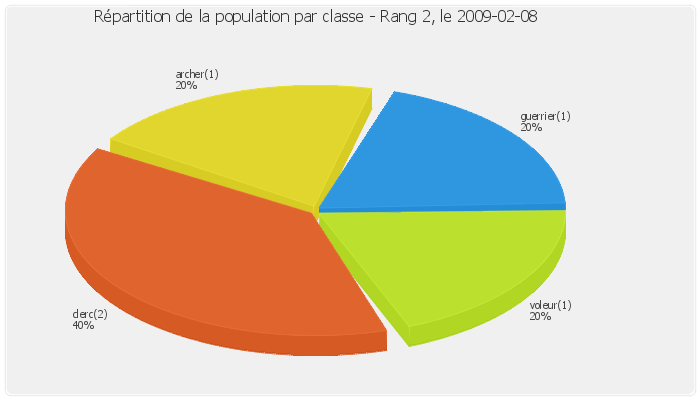 Répartition de la population par classe - Rang 2, le 2009-02-08
archer(1)
20%
guerrier(1)
20%
voleur(1)
20%
clerc(2)
40%